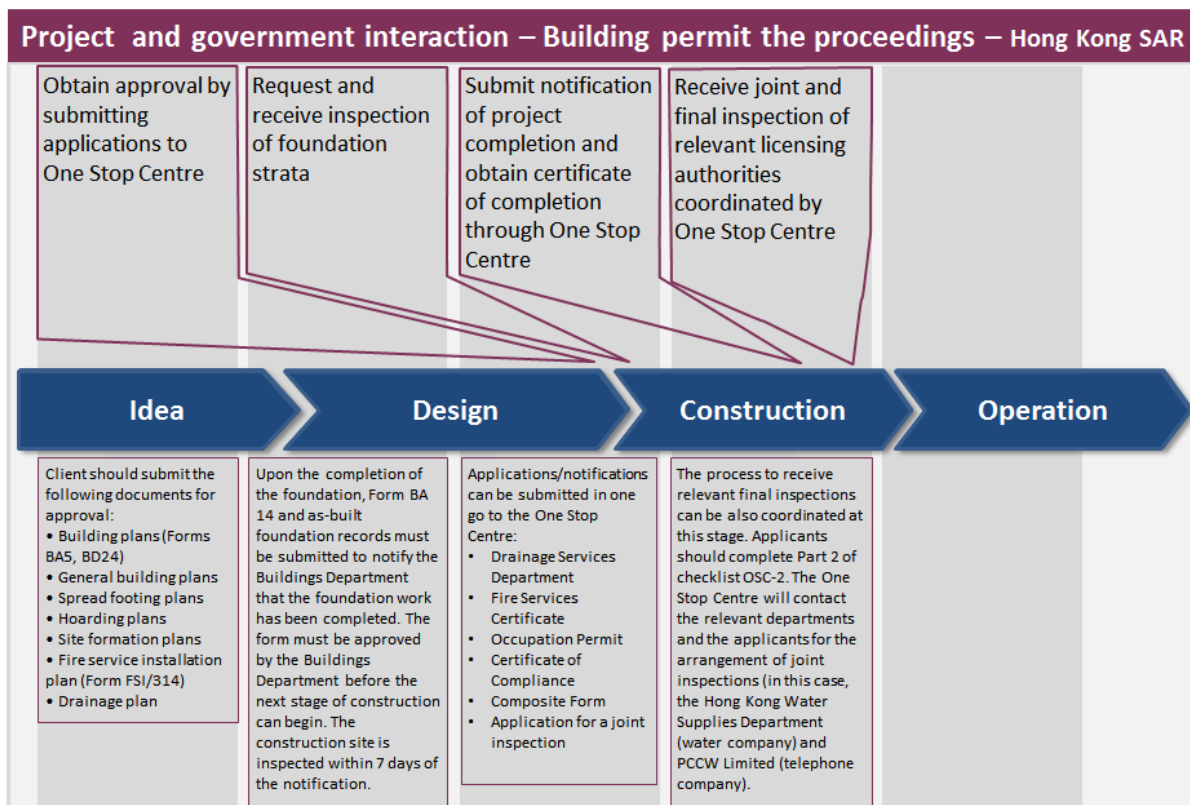 Project and government interaction – Building permit the proceedings – Hong Kong SAR
Obtain approval by
submitting
applications to
One Stop Centre
Request and
receive inspection
of foundation
strata
Submit notification
of project
completion and
obtain certificate
of completion
through One Stop
Centre
Receive joint and
final inspection of
relevant licensing
authorities
coordinated by
One Stop Centre
Idea
Design
Construction
Operation
Client should submit the
following documents for
approval:
• Building plans (Forms
BA5, BD24)
• General building plans
• Spread footing plans
• Hoarding plans
• Site formation plans
• Fire service installation
plan (Form FSI/314)
• Drainage plan
Upon the completion of
the foundation, Form BA
14 and as-built
foundation records must
be submitted to notify the
Buildings Department
that the foundation work
has been completed. The
form must be approved
by the Buildings
Department before the
next stage of construction
can begin. The
construction site is
inspected within 7 days of
the notification.
Applications/notifications
can be submitted in one
go to the One Stop
Centre:
• Drainage Services
Department
• Fire Services
Certificate
• Occupation Permit
• Certificate of
Compliance
• Composite Form
• Application for a joint
inspection
The process to receive
relevant final inspections
can be also coordinated at
this stage. Applicants
should complete Part 2 of
checklist OSC-2. The One
Stop Centre will contact
the relevant departments
and the applicants for the
arrangement of joint
inspections (in this case,
the Hong Kong Water
Supplies Department
(water company) and
PCCW Limited (telephone
company).